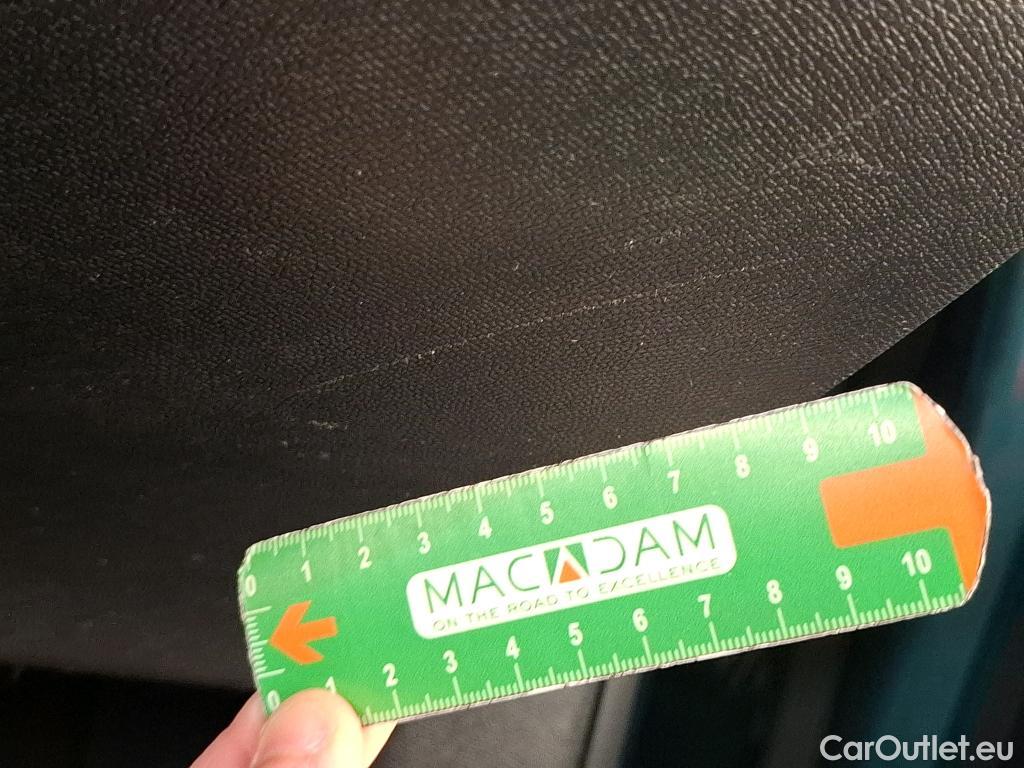 0 1 2 3 4 5 6 7 8 9 10
MACADAM
ON THE ROAD TO EXCELLENCE
0 1 2 3 4 5 6 7 8 9 10
CarOutlet.eu